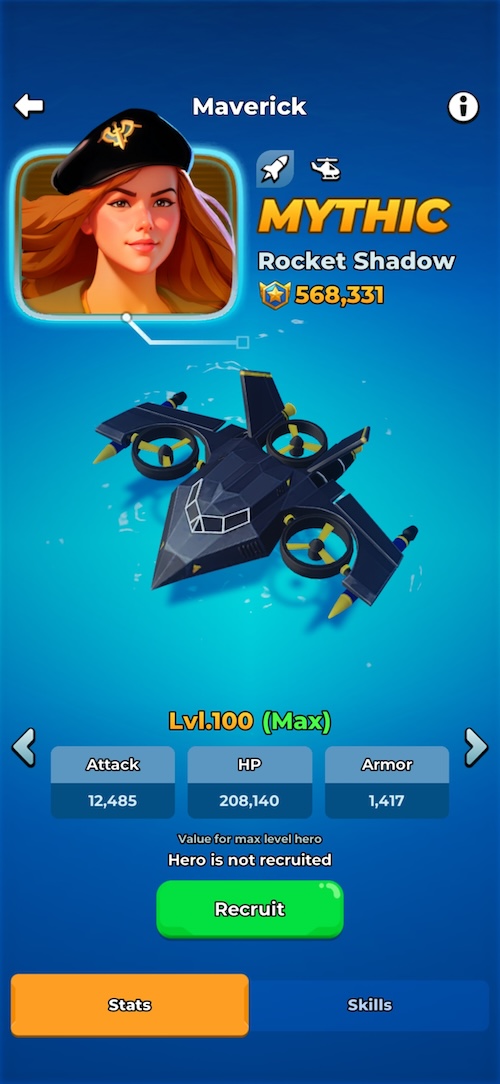 Maverick
MYTHIC
Rocket Shadow
568,331
Lvl.100 (Max)
Attack
HP
Armor
12,485
208,140
1,417
Value for max level hero
Hero is not recruited
Recruit
Stats
Skills